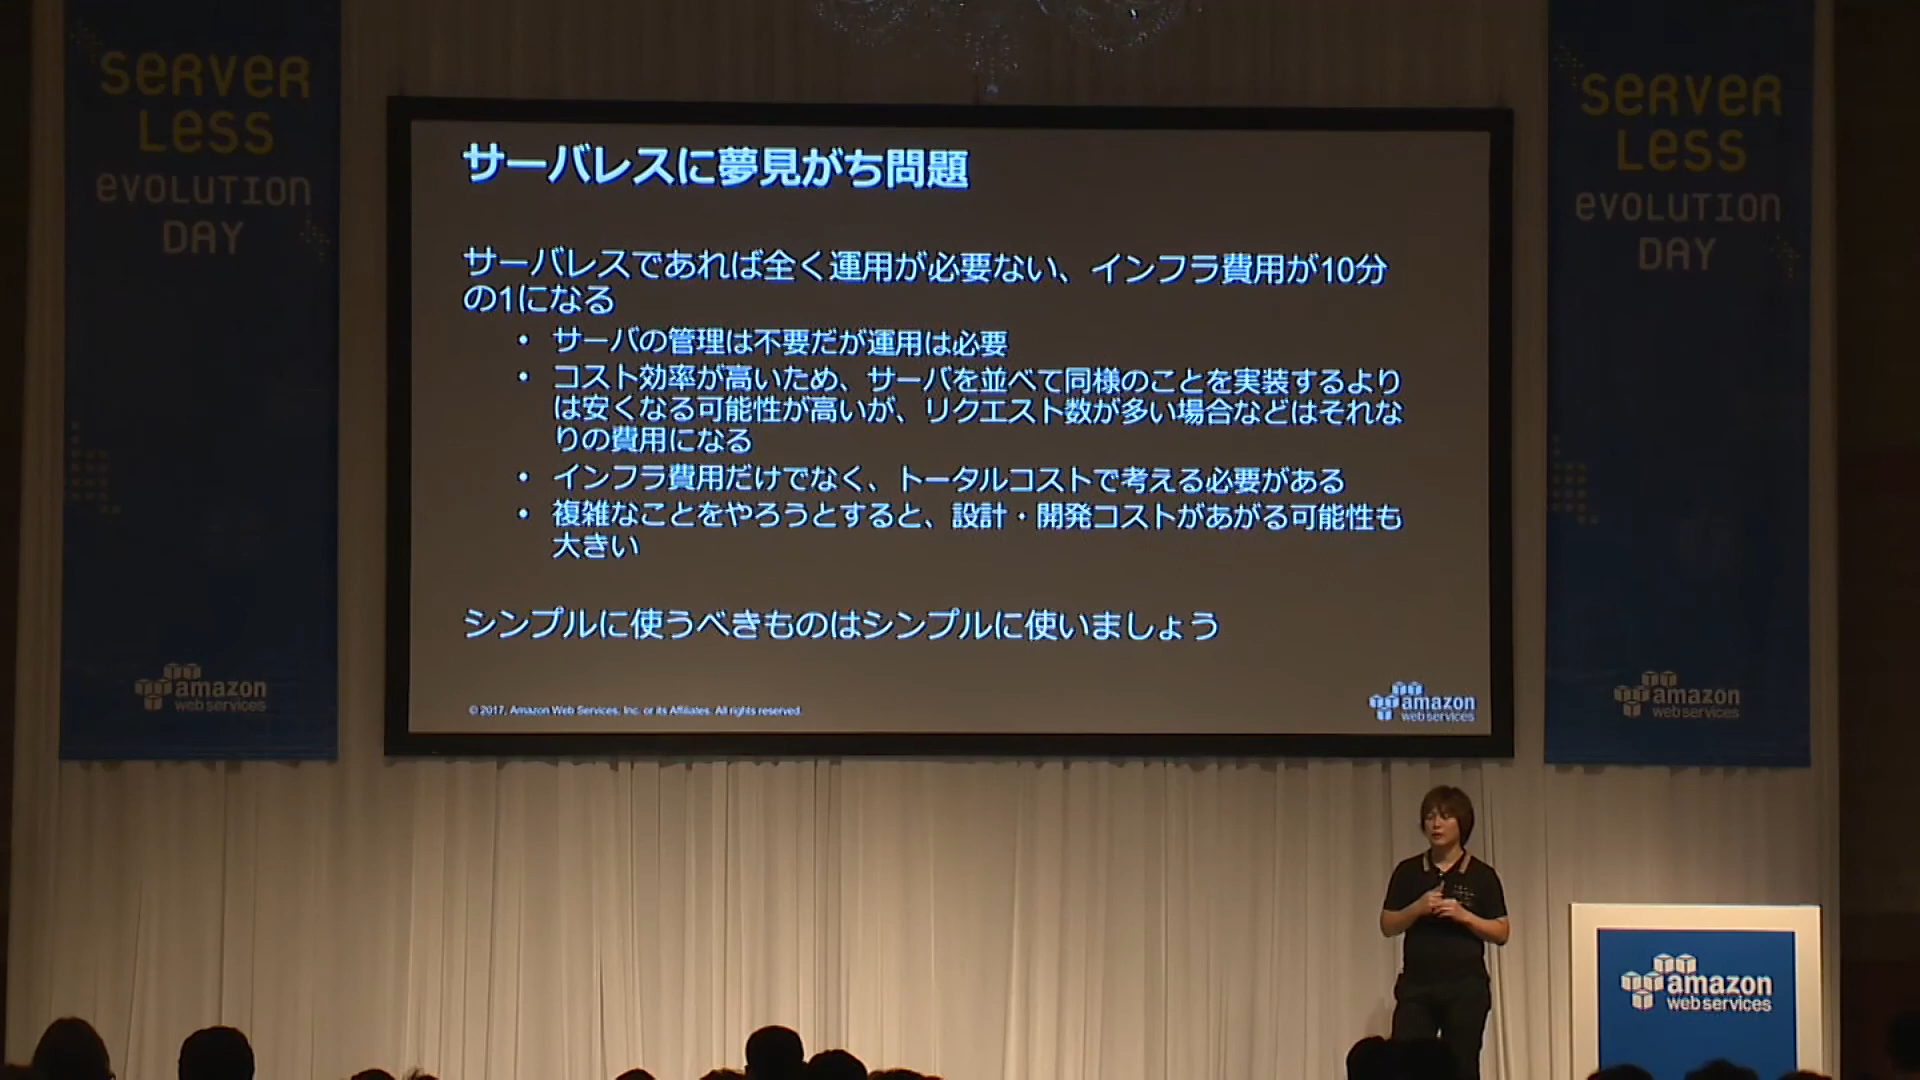 SERVER
LESS
EVOLUTION
DAY
amazon
web services
サーバレスに夢見がち問題
サーバレスであれば全く運用が必要ない、インフラ費用が10分
の1になる
• サーバの管理は不要だが運用は必要
• コスト効率が高いため、サーバを並べて同様のことを実装するより
は安くなる可能性が高いが、リクエスト数が多い場合などはそれな
りの費用になる
• インフラ費用だけでなく、トータルコストで考える必要がある
• 複雑なことをやろうとすると、設計・開発コストがあがる可能性も
大きい
シンプルに使うべきものはシンプルに使いましょう
© 2017, Amazon Web Services, Inc. or its Affiliates. All rights reserved.
amazon
web services
SERVER
LESS
EVOLUTION
DAY
amazon
web services
amazon
web services